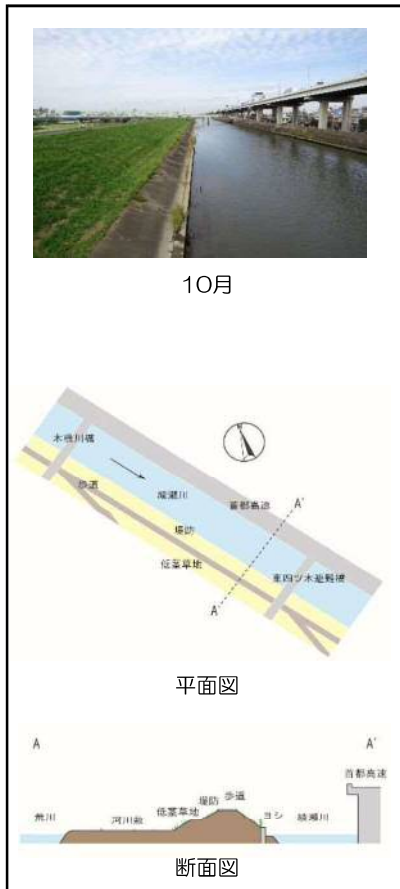 10月
木根川橋
歩道
綾瀬川
首都高速
A'
堤防
低茎草地
A
東四ツ木避難橋
平面図
A
A'
首都高速
荒川
河川敷
低茎草地
堤防
歩道
ヨシ
綾瀬川
断面図